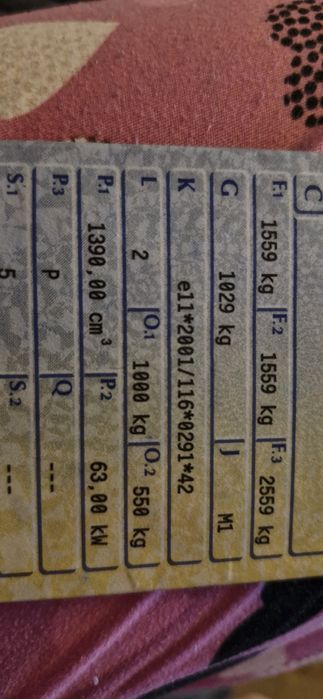 C
F.1 1559 kg F.2 1559 kg F.3 2559 kg
G 1029 kg J M1
K e11*2001/116*0291*42
L 2 O.1 1000 kg O.2 550 kg
P.1 1390,00 cm³ P.2 63,00 kW
P.3 P Q ---
S.1 5 S.2 ---